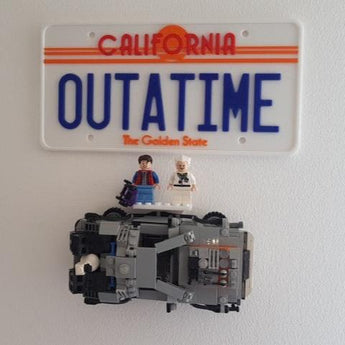 CALIFORNIA
OUTATIME
The Golden State